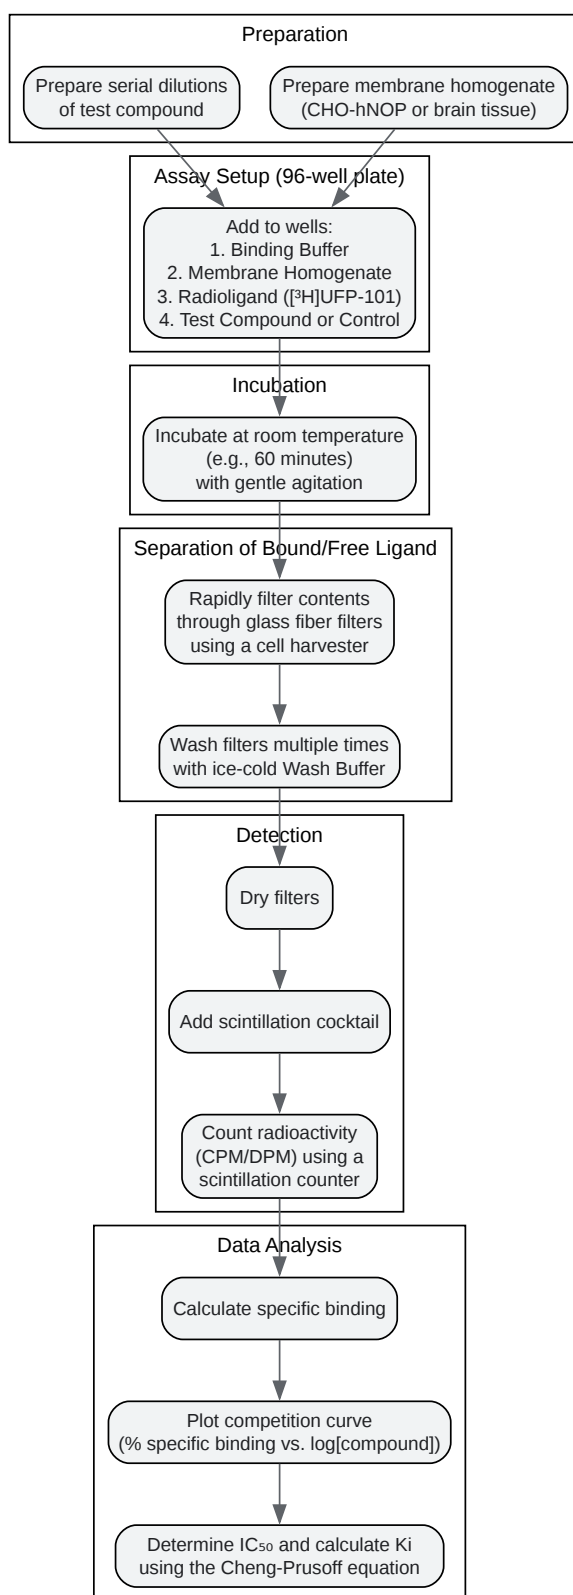 Preparation
Prepare serial dilutions
of test compound
Prepare membrane homogenate
(CHO-hNOP or brain tissue)
Assay Setup (96-well plate)
Add to wells:
1. Binding Buffer
2. Membrane Homogenate
3. Radioligand ([³H]UFP-101)
4. Test Compound or Control
Incubation
Incubate at room temperature
(e.g., 60 minutes)
with gentle agitation
Separation of Bound/Free Ligand
Rapidly filter contents
through glass fiber filters
using a cell harvester
Wash filters multiple times
with ice-cold Wash Buffer
Detection
Dry filters
Add scintillation cocktail
Count radioactivity
(CPM/DPM) using a
scintillation counter
Data Analysis
Calculate specific binding
Plot competition curve
(% specific binding vs. log[compound])
Determine IC₅₀ and calculate Ki
using the Cheng-Prusoff equation